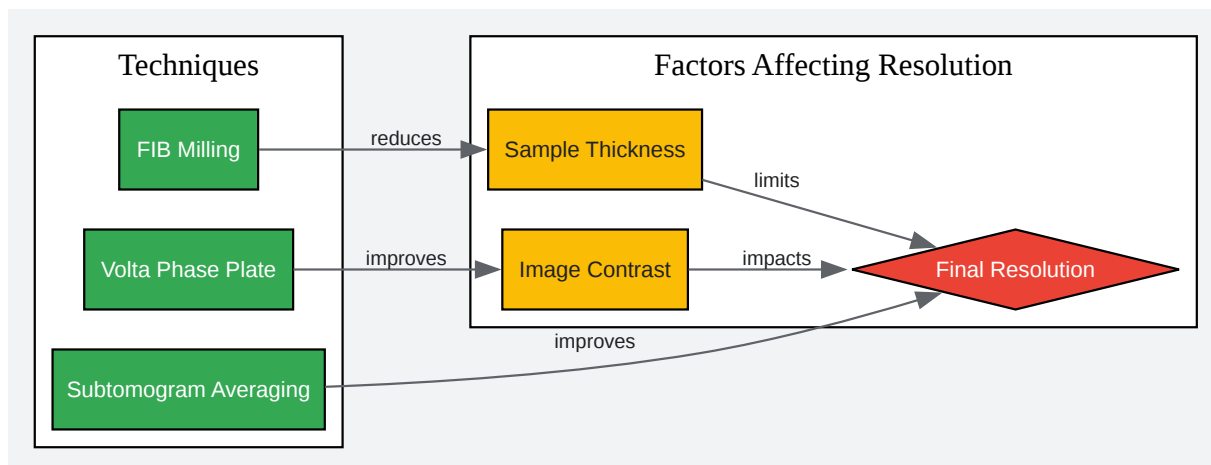 Techniques
Factors Affecting Resolution
FIB Milling
reduces
Sample Thickness
limits
Volta Phase Plate
improves
Image Contrast
impacts
Final Resolution
improves
Subtomogram Averaging